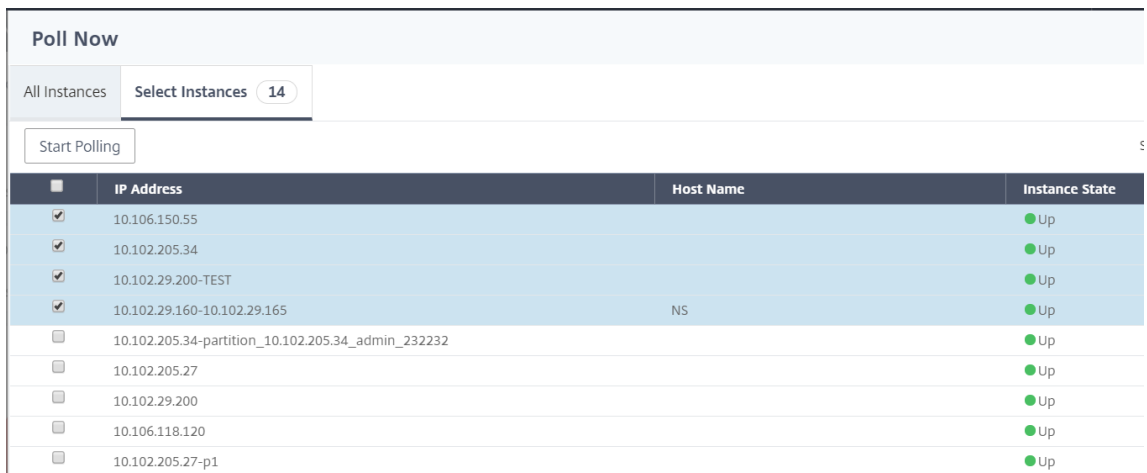 Poll Now
All Instances Select Instances 14
Start Polling
IP Address Host Name Instance State
10.106.150.55 Up
10.102.205.34 Up
10.102.29.200-TEST Up
10.102.29.160-10.102.29.165 NS Up
10.102.205.34-partition_10.102.205.34_admin_232232 Up
10.102.205.27 Up
10.102.29.200 Up
10.106.118.120 Up
10.102.205.27-p1 Up